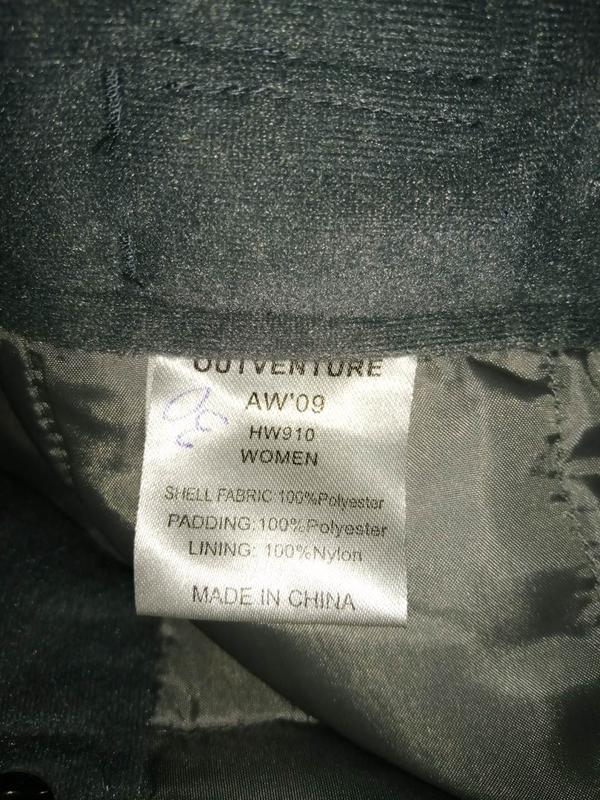 OUTVENTURE
AW'09
HW910
WOMEN
SHELL FABRIC:100%Polyester
PADDING:100%Polyester
LINING: 100%Nylon
MADE IN CHINA